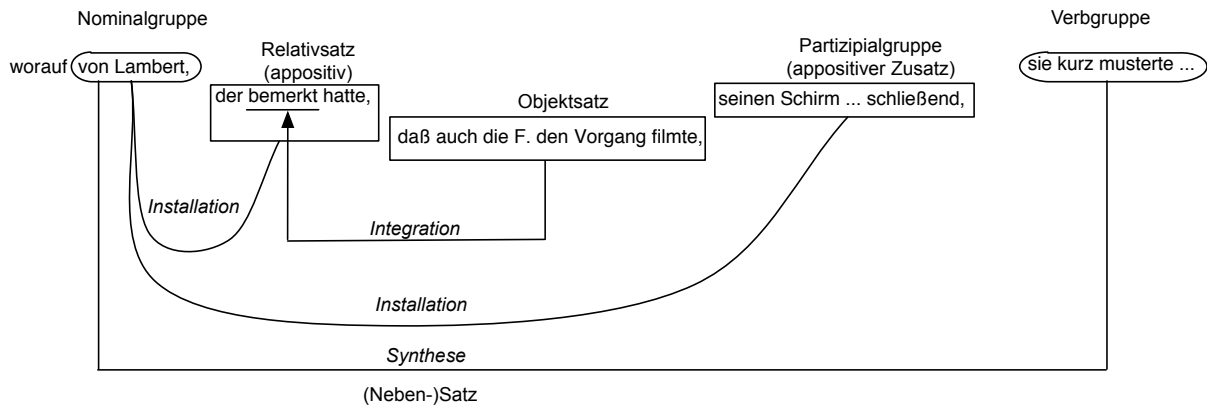 Nominalgruppe
Verbgruppe
Relativsatz
(appositiv)
Partizipialgruppe
(appositiver Zusatz)
worauf von Lambert,
sie kurz musterte ...
der bemerkt hatte,
Objektsatz
seinen Schirm ... schließend,
daß auch die F. den Vorgang filmte,
Installation
Integration
Installation
Synthese
(Neben-)Satz